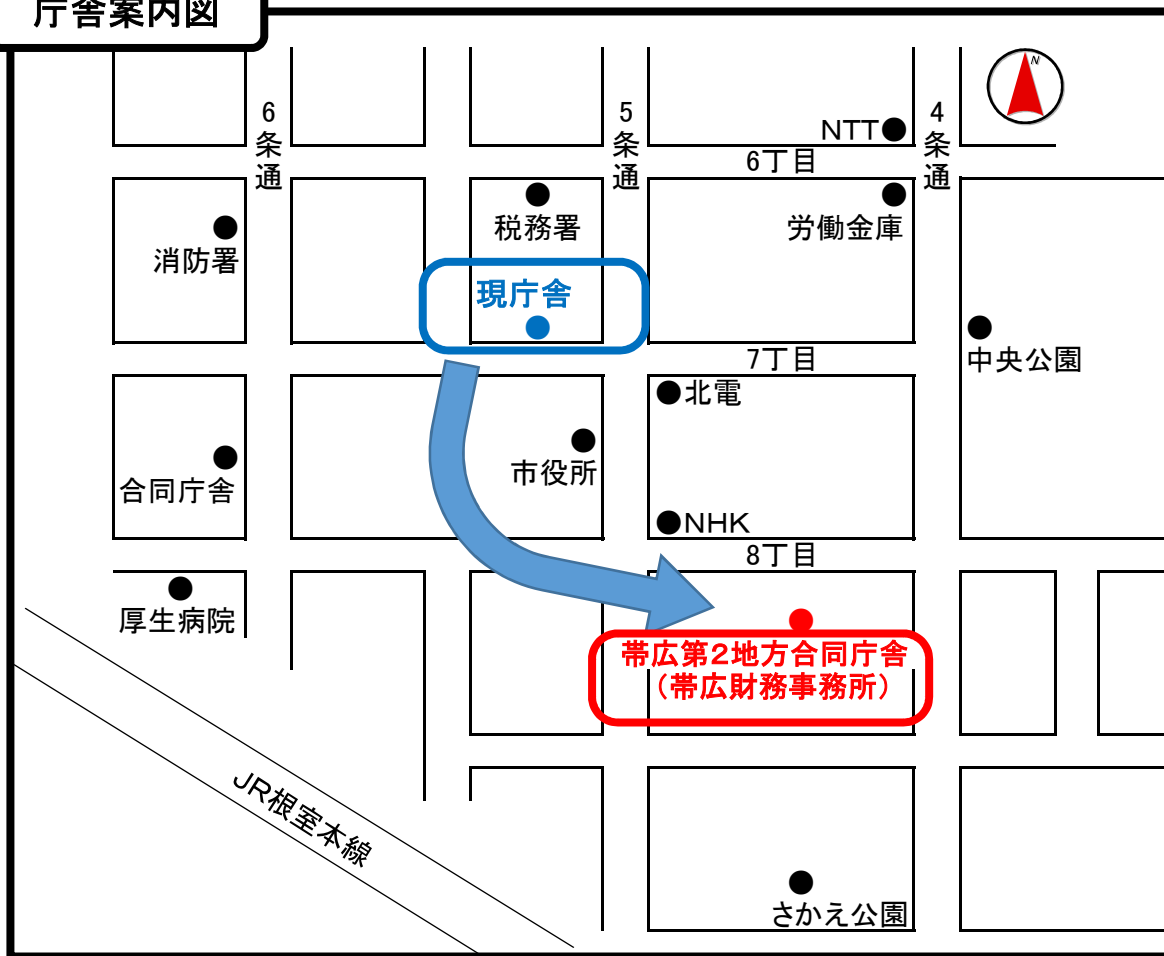 庁舎案内図
N
6条通
5条通
4条通
NTT
6丁目
税務署
労働金庫
消防署
現庁舎
7丁目
中央公園
北電
市役所
合同庁舎
NHK
8丁目
厚生病院
帯広第2地方合同庁舎
（帯広財務事務所）
JR根室本線
さかえ公園